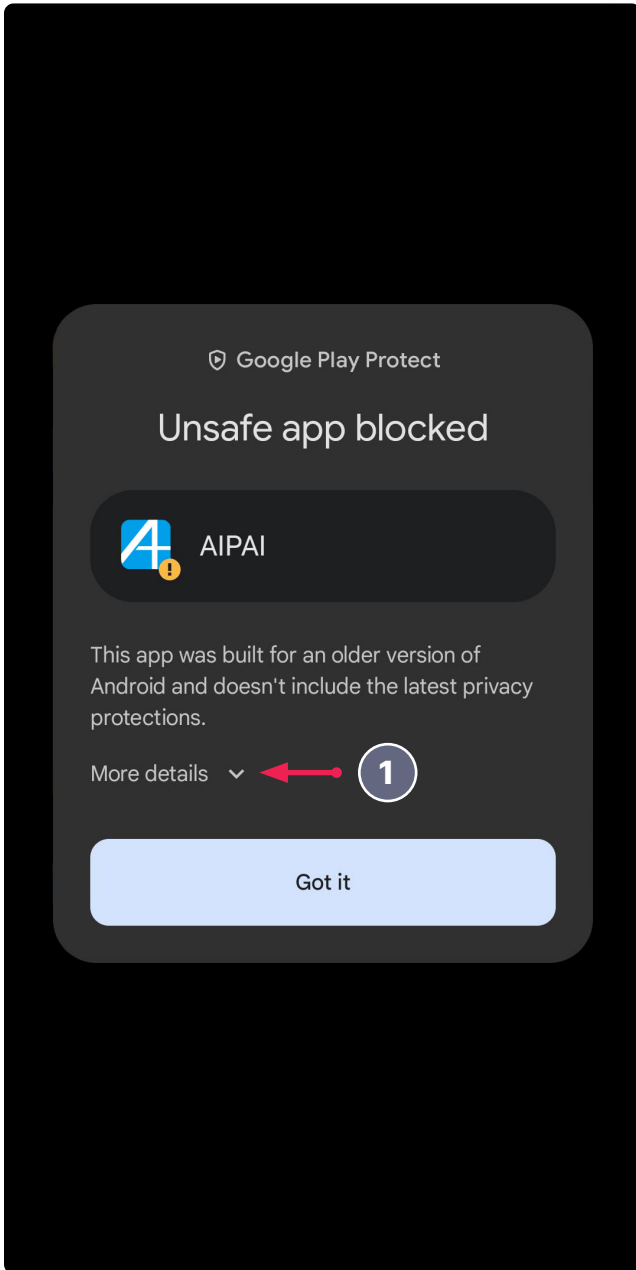 Google Play Protect
Unsafe app blocked
AIPAI
This app was built for an older version of
Android and doesn't include the latest privacy
protections.
More details
1
Got it